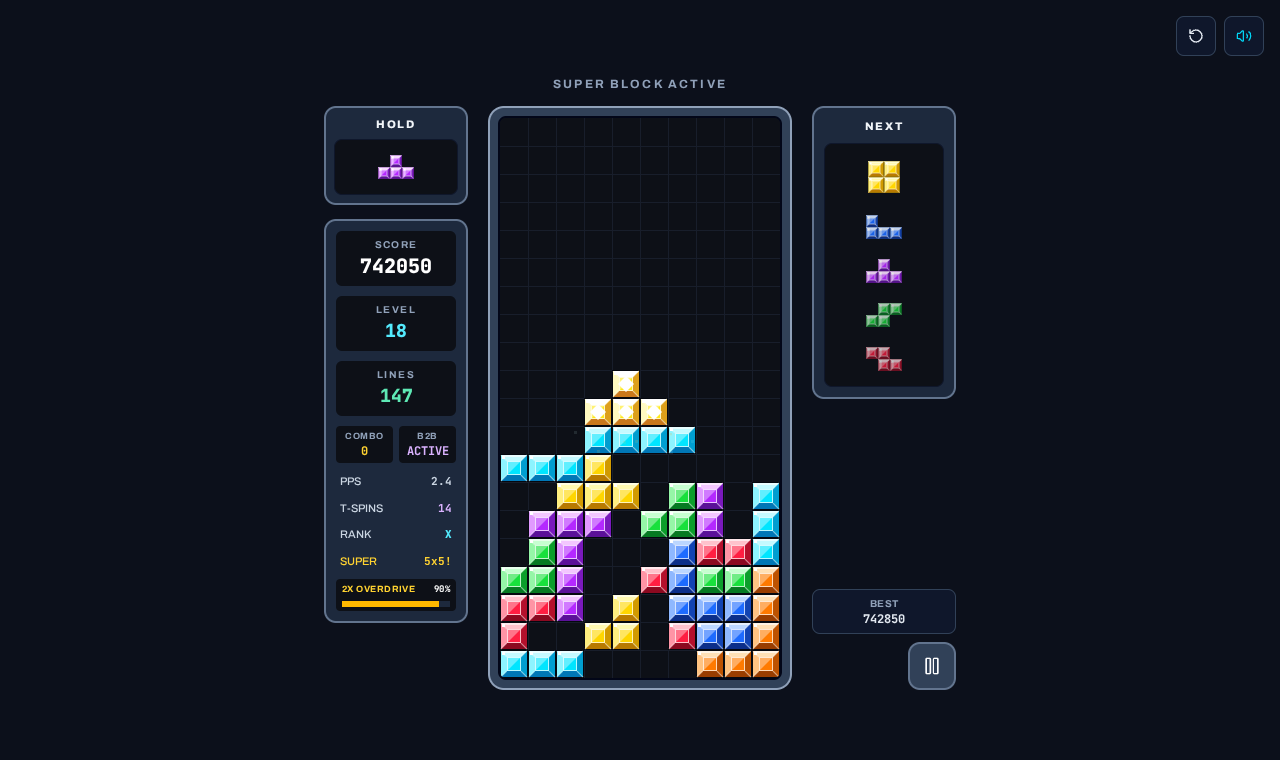 SUPER BLOCK ACTIVE
HOLD
SCORE
742050
LEVEL
18
LINES
147
COMBO
0
B2B
ACTIVE
PPS 2.4
T-SPINS 14
RANK X
SUPER 5x5!
2X OVERDRIVE 90%
NEXT
BEST
742850